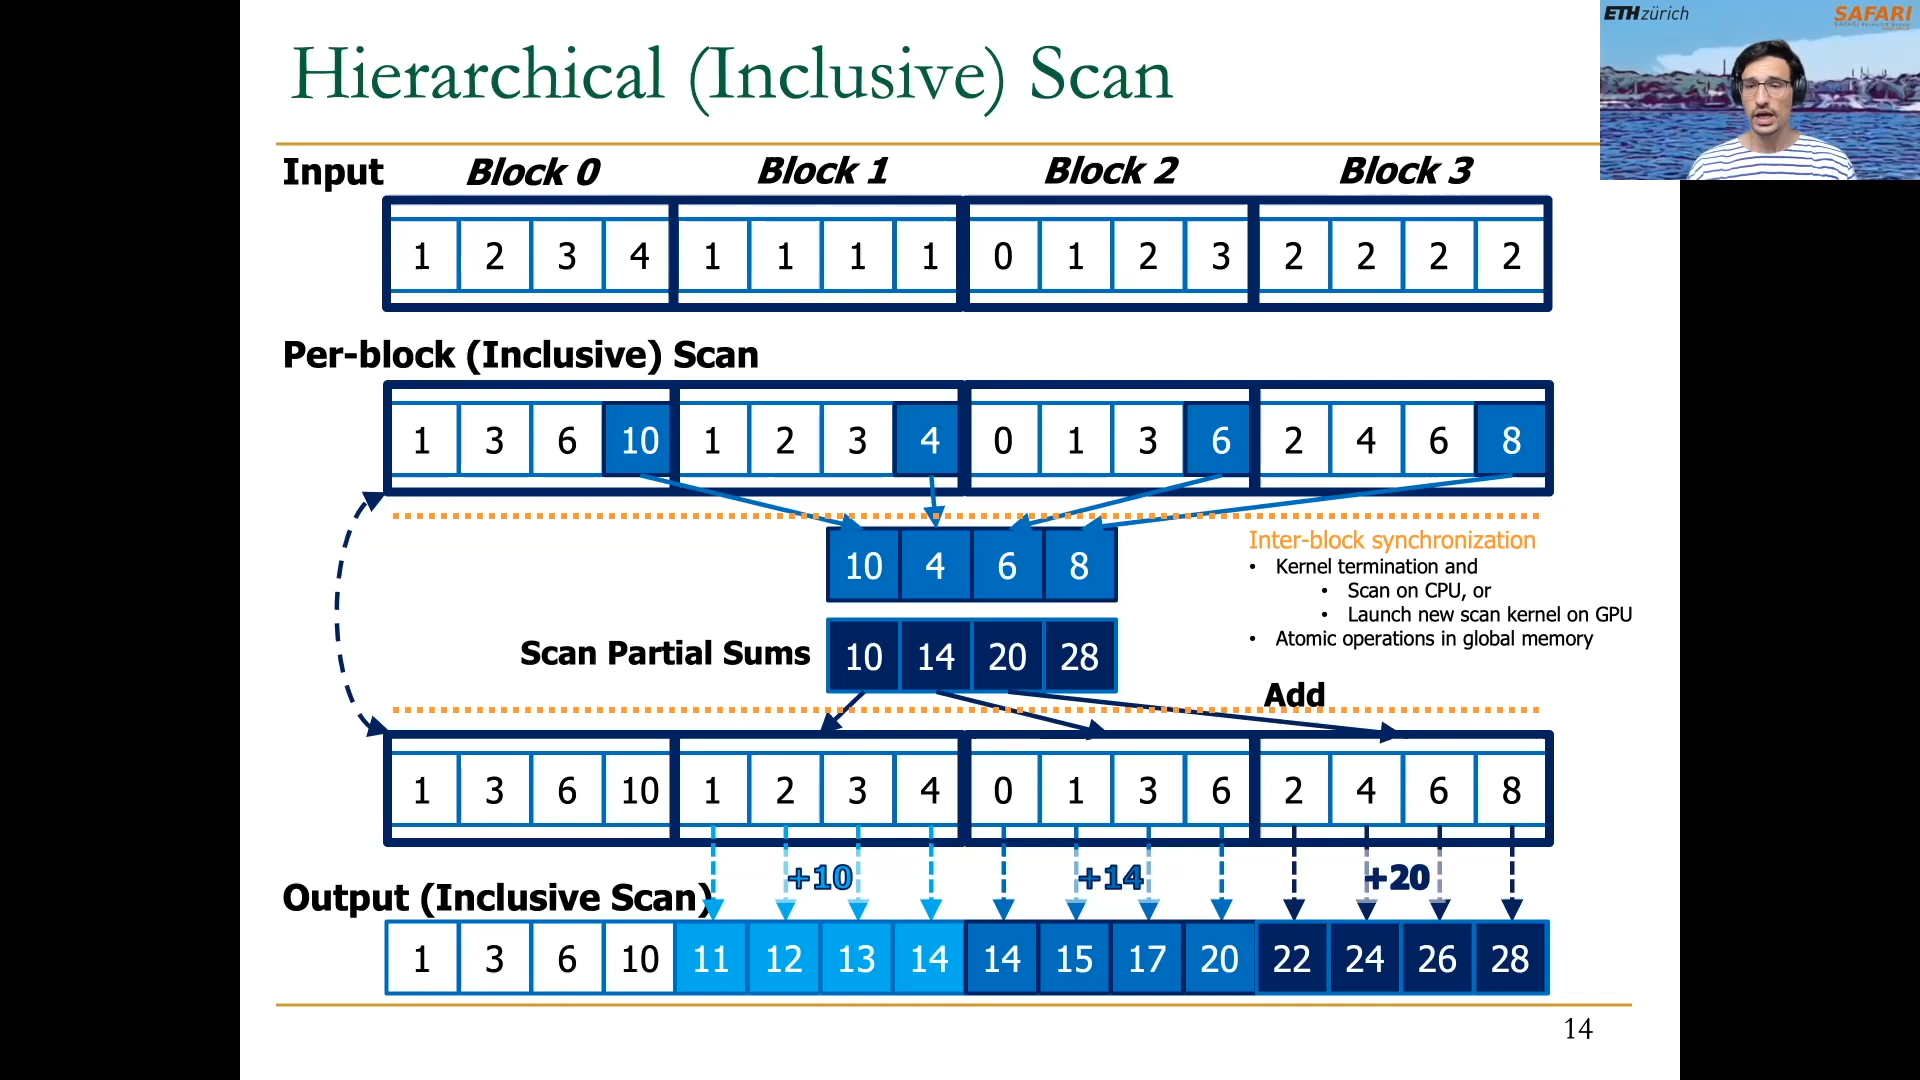 ETHzürich
SAFARI
SAFARI Research Group
Hierarchical (Inclusive) Scan
Input Block 0 Block 1 Block 2 Block 3
1 2 3 4 1 1 1 1 0 1 2 3 2 2 2 2
Per-block (Inclusive) Scan
1 3 6 10 1 2 3 4 0 1 3 6 2 4 6 8
10 4 6 8
Inter-block synchronization
• Kernel termination and
• Scan on CPU, or
• Launch new scan kernel on GPU
• Atomic operations in global memory
Scan Partial Sums 10 14 20 28
Add
1 3 6 10 1 2 3 4 0 1 3 6 2 4 6 8
+10 +14 +20
Output (Inclusive Scan)
1 3 6 10 11 12 13 14 14 15 17 20 22 24 26 28
14